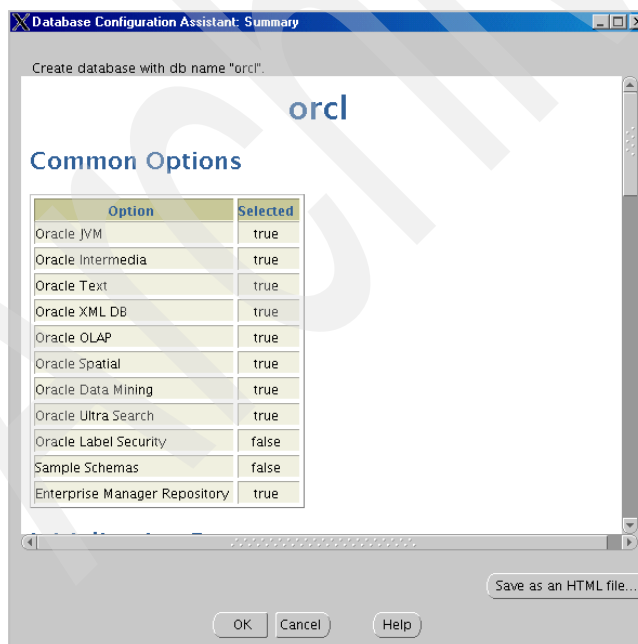 Database Configuration Assistant: Summary
Create database with db name "orcl".
orcl
Common Options
Option Selected
Oracle JVM true
Oracle Intermedia true
Oracle Text true
Oracle XML DB true
Oracle OLAP true
Oracle Spatial true
Oracle Data Mining true
Oracle Ultra Search true
Oracle Label Security false
Sample Schemas false
Enterprise Manager Repository true
Save as an HTML file...
OK Cancel Help